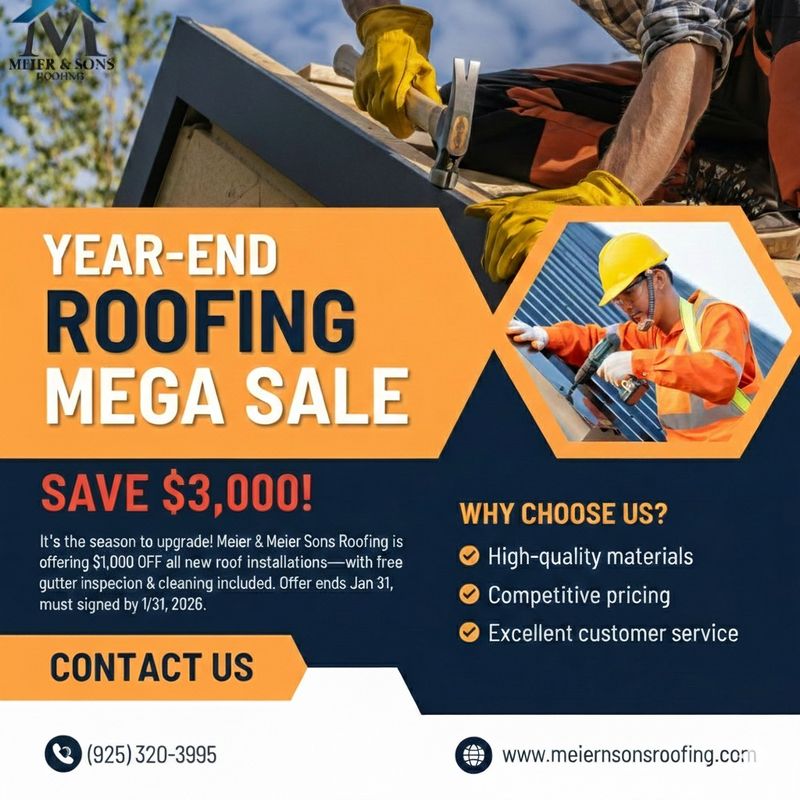 M
MEIER & SONS
ROOFING
YEAR-END
ROOFING
MEGA SALE
SAVE $3,000!
It's the season to upgrade! Meier & Meier Sons Roofing is
offering $1,000 OFF all new roof installations—with free
gutter inspecion & cleaning included. Offer ends Jan 31,
must signed by 1/31, 2026.
WHY CHOOSE US?
High-quality materials
Competitive pricing
Excellent customer service
CONTACT US
(925) 320-3995
www.meiernsonsroofing.com